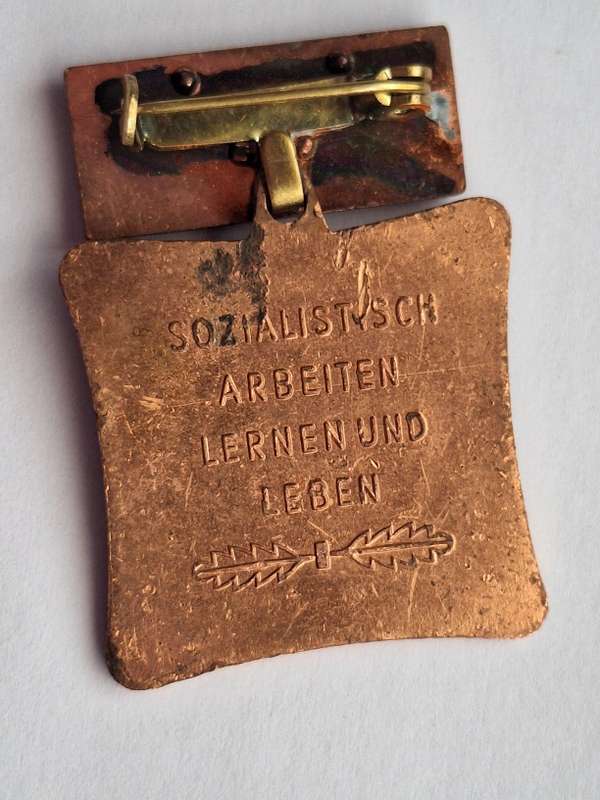 SOZIALISTISCH
ARBEITEN
LERNEN UND
LEBEN